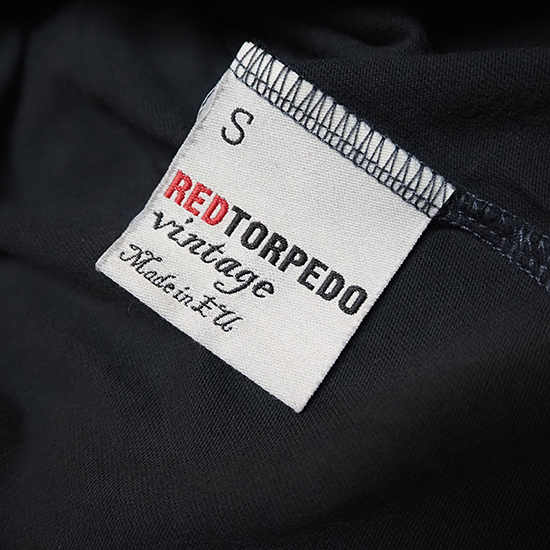 S
REDTORPEDO
vintage
Made in EU